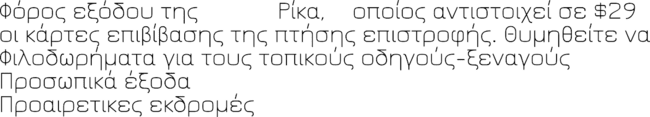 Φόρος εξόδου της Ρίκα, οποίος αντιστοιχεί σε $29
οι κάρτες επιβίβασης της πτήσης επιστροφής. Θυμηθείτε να
Φιλοδωρήματα για τους τοπικούς οδηγούς-ξεναγούς
Προσωπικά έξοδα
Προαιρετικες εκδρομές